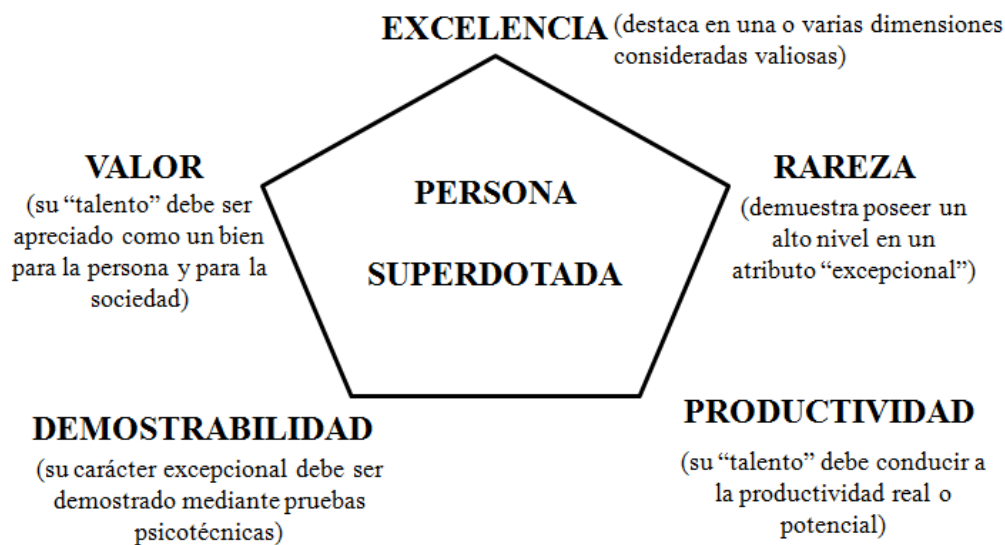 EXCELENCIA (destaca en una o varias dimensiones
consideradas valiosas)
VALOR
(su “talento” debe ser
apreciado como un bien
para la persona y para la
sociedad)
PERSONA
SUPERDOTADA
RAREZA
(demuestra poseer un
alto nivel en un
atributo “excepcional”)
DEMOSTRABILIDAD
(su carácter excepcional debe ser
demostrado mediante pruebas
psicotécnicas)
PRODUCTIVIDAD
(su “talento” debe conducir a
la productividad real o
potencial)